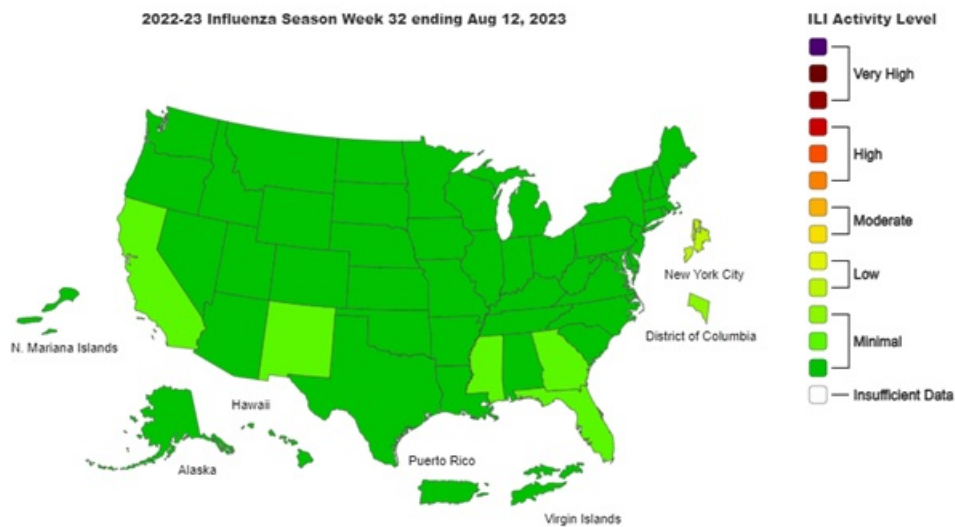 2022-23 Influenza Season Week 32 ending Aug 12, 2023
ILI Activity Level
Very High
High
Moderate
Low
Minimal
Insufficient Data
New York City
District of Columbia
N. Mariana Islands
Hawaii
Alaska
Puerto Rico
Virgin Islands